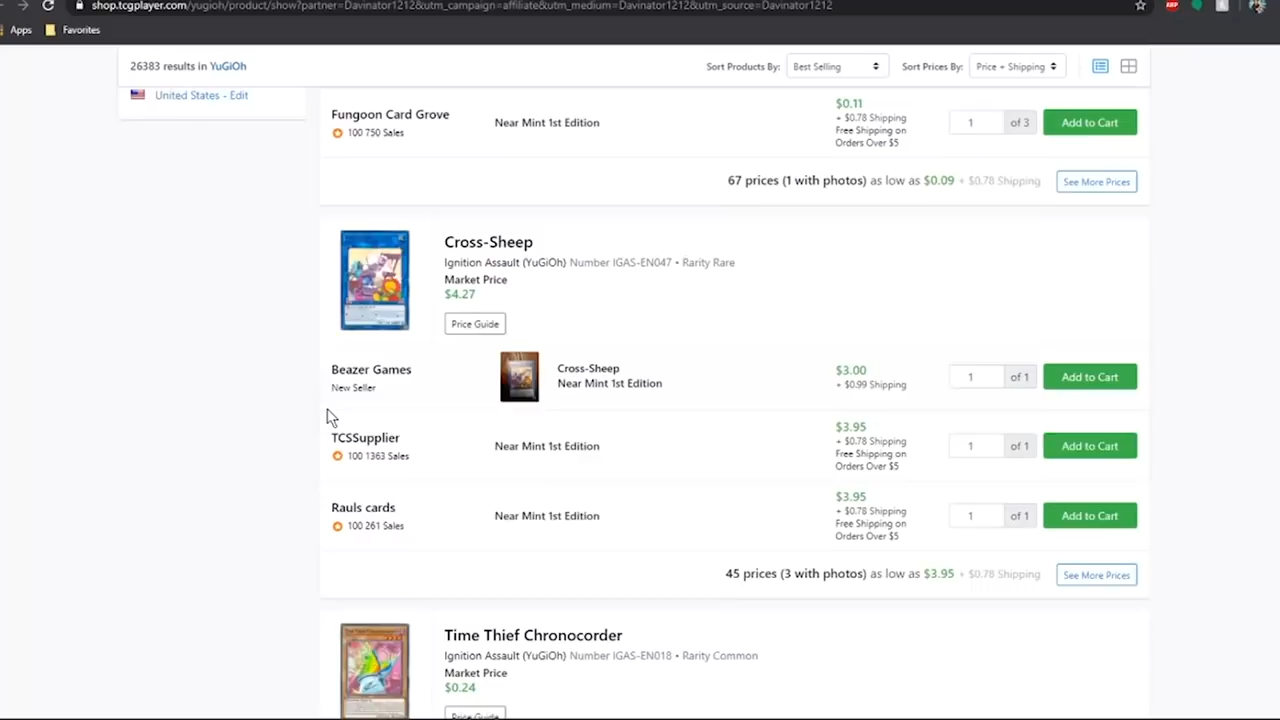 shop.tcgplayer.com/yugioh/product/show?partner=Davinator1212&utm_campaign=affiliate&utm_medium=Davinator1212&utm_source=Davinator1212
ABP
Apps
Favorites
26383 results in YuGiOh
Sort Products By: Best Selling
Sort Prices By: Price + Shipping
United States - Edit
Fungoon Card Grove
100 750 Sales
Near Mint 1st Edition
$0.11
+ $0.78 Shipping
Free Shipping on
Orders Over $5
1 of 3
Add to Cart
67 prices (1 with photos) as low as $0.09 + $0.78 Shipping
See More Prices
Cross-Sheep
Ignition Assault (YuGiOh) Number IGAS-EN047 • Rarity Rare
Market Price
$4.27
Price Guide
Beazer Games
New Seller
Cross-Sheep
Near Mint 1st Edition
$3.00
+ $0.99 Shipping
1 of 1
Add to Cart
TCSSupplier
100 1363 Sales
Near Mint 1st Edition
$3.95
+ $0.78 Shipping
Free Shipping on
Orders Over $5
1 of 1
Add to Cart
Rauls cards
100 261 Sales
Near Mint 1st Edition
$3.95
+ $0.78 Shipping
Free Shipping on
Orders Over $5
1 of 1
Add to Cart
45 prices (3 with photos) as low as $3.95 + $0.78 Shipping
See More Prices
Time Thief Chronocorder
Ignition Assault (YuGiOh) Number IGAS-EN018 • Rarity Common
Market Price
$0.24
Price Guide